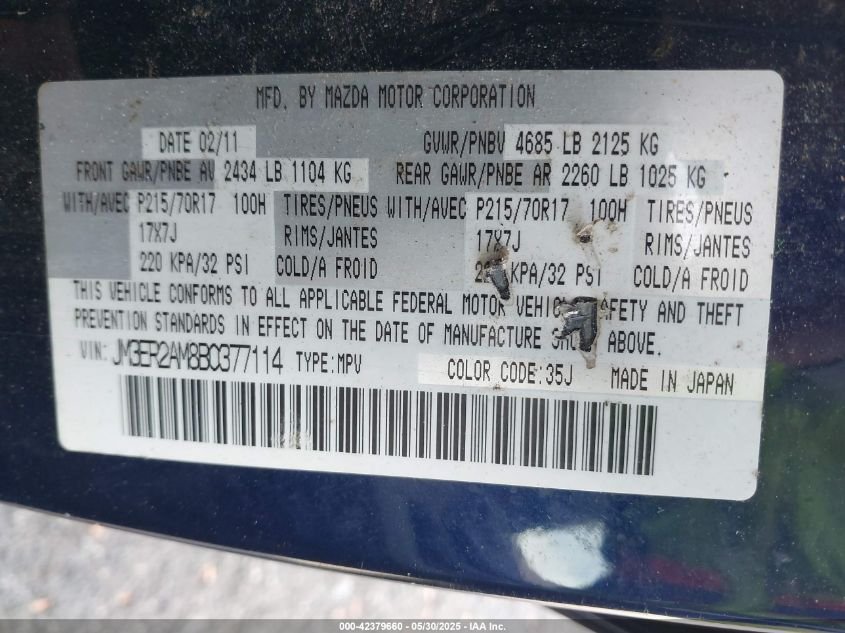 MFD. BY MAZDA MOTOR CORPORATION
DATE 02/11 GVWR/PNBV 4685 LB 2125 KG
FRONT GAWR/PNBE AV 2434 LB 1104 KG REAR GAWR/PNBE AR 2260 LB 1025 KG
WITH/AVEC P215/70R17 100H TIRES/PNEUS WITH/AVEC P215/70R17 100H TIRES/PNEUS
17X7J RIMS/JANTES 17X7J RIMS/JANTES
220 KPA/32 PSI COLD/A FROID KPA/32 PSI COLD/A FROID
THIS VEHICLE CONFORMS TO ALL APPLICABLE FEDERAL MOTOR AND THEFT
PREVENTION STANDARDS IN EFFECT ON THE DATE OF MANUFACTURE ABOVE.
VIN: JM3ER2AM8B0377114 TYPE:MPV COLOR CODE:35J MADE IN JAPAN
000-42379660 - 05/30/2025 - IAA Inc.